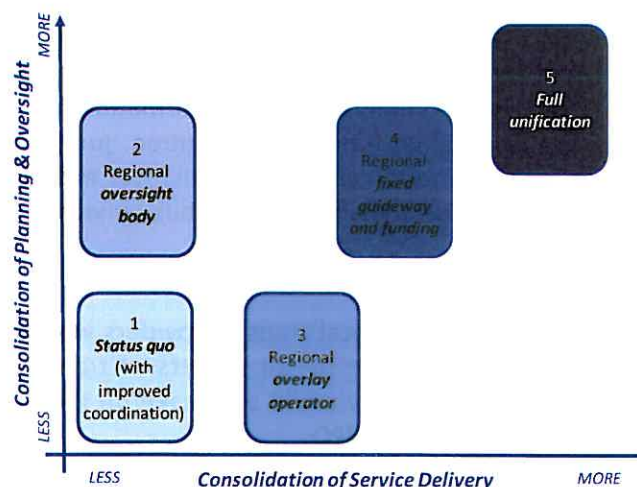 MORE
Consolidation of Planning & Oversight
LESS
5
Full
unification
2
Regional
oversight
body
4
Regional
fixed
guideway
and funding
1
Status quo
(with
improved
coordination)
3
Regional
overlay
operator
LESS
Consolidation of Service Delivery
MORE